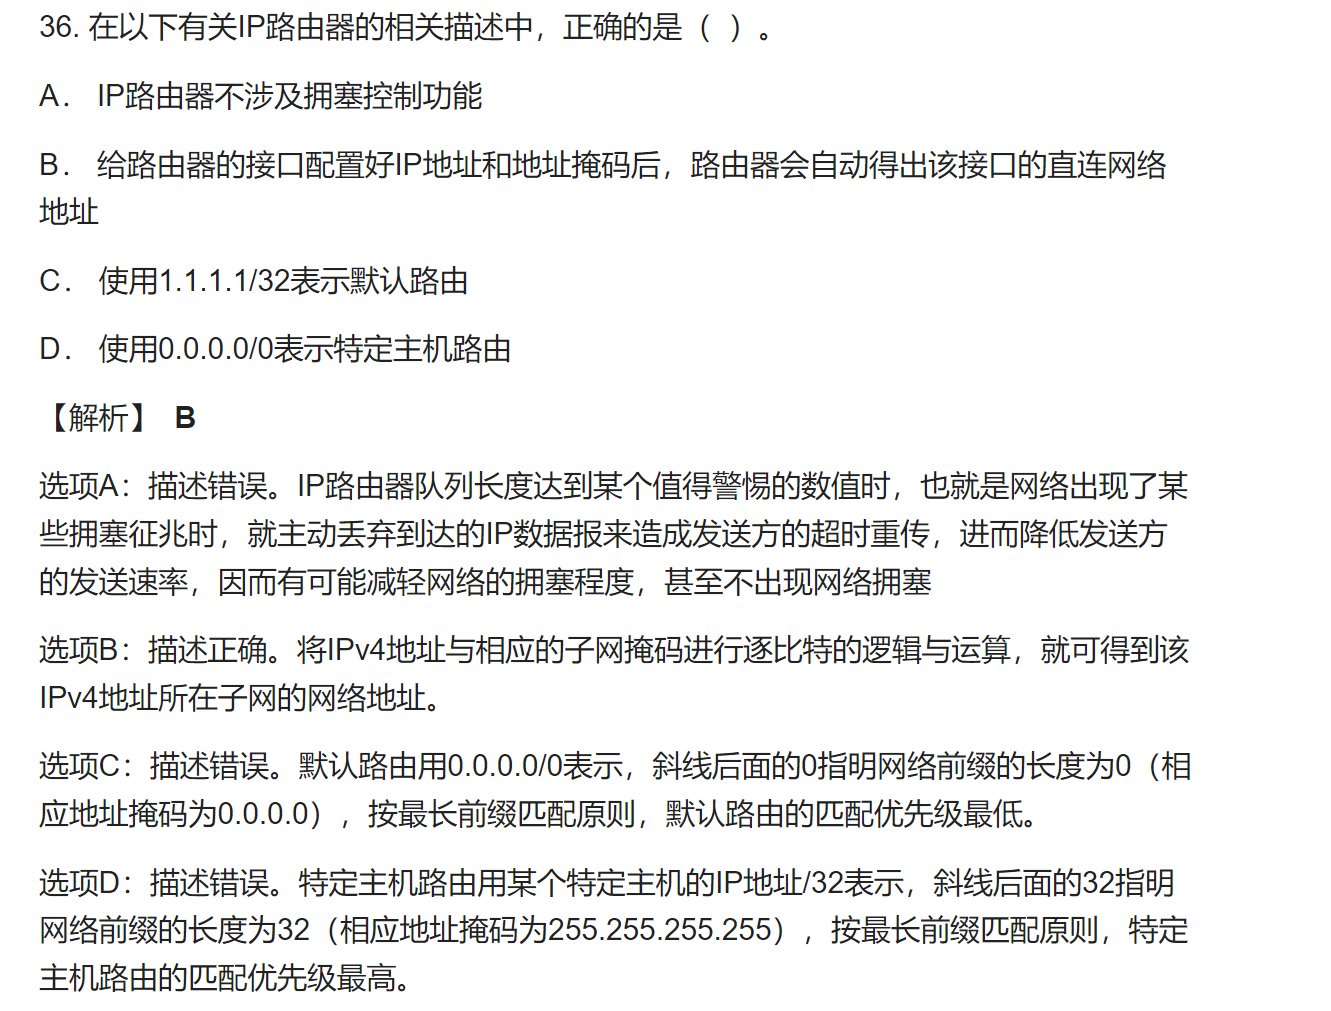 36. 在以下有关IP路由器的相关描述中，正确的是（  ）。
A． IP路由器不涉及拥塞控制功能
B． 给路由器的接口配置好IP地址和地址掩码后，路由器会自动得出该接口的直连网络
地址
C． 使用1.1.1.1/32表示默认路由
D． 使用0.0.0.0/0表示特定主机路由
【解析】 B
选项A：描述错误。IP路由器队列长度达到某个值得警惕的数值时，也就是网络出现了某
些拥塞征兆时，就主动丢弃到达的IP数据报来造成发送方的超时重传，进而降低发送方
的发送速率，因而有可能减轻网络的拥塞程度，甚至不出现网络拥塞
选项B：描述正确。将IPv4地址与相应的子网掩码进行逐比特的逻辑与运算，就可得到该
IPv4地址所在子网的网络地址。
选项C：描述错误。默认路由用0.0.0.0/0表示，斜线后面的0指明网络前缀的长度为0（相
应地址掩码为0.0.0.0），按最长前缀匹配原则，默认路由的匹配优先级最低。
选项D：描述错误。特定主机路由用某个特定主机的IP地址/32表示，斜线后面的32指明
网络前缀的长度为32（相应地址掩码为255.255.255.255），按最长前缀匹配原则，特定
主机路由的匹配优先级最高。